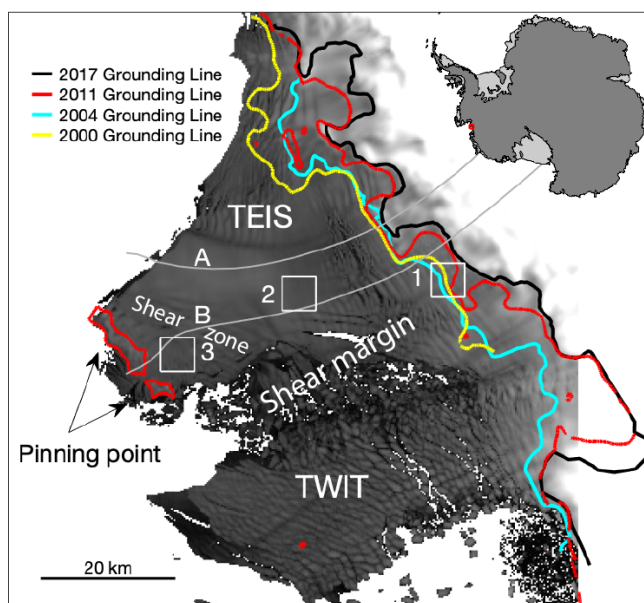 2017 Grounding Line
2011 Grounding Line
2004 Grounding Line
2000 Grounding Line
TEIS
A
1
2
B
Shear zone
3
Shear margin
Pinning point
TWIT
20 km